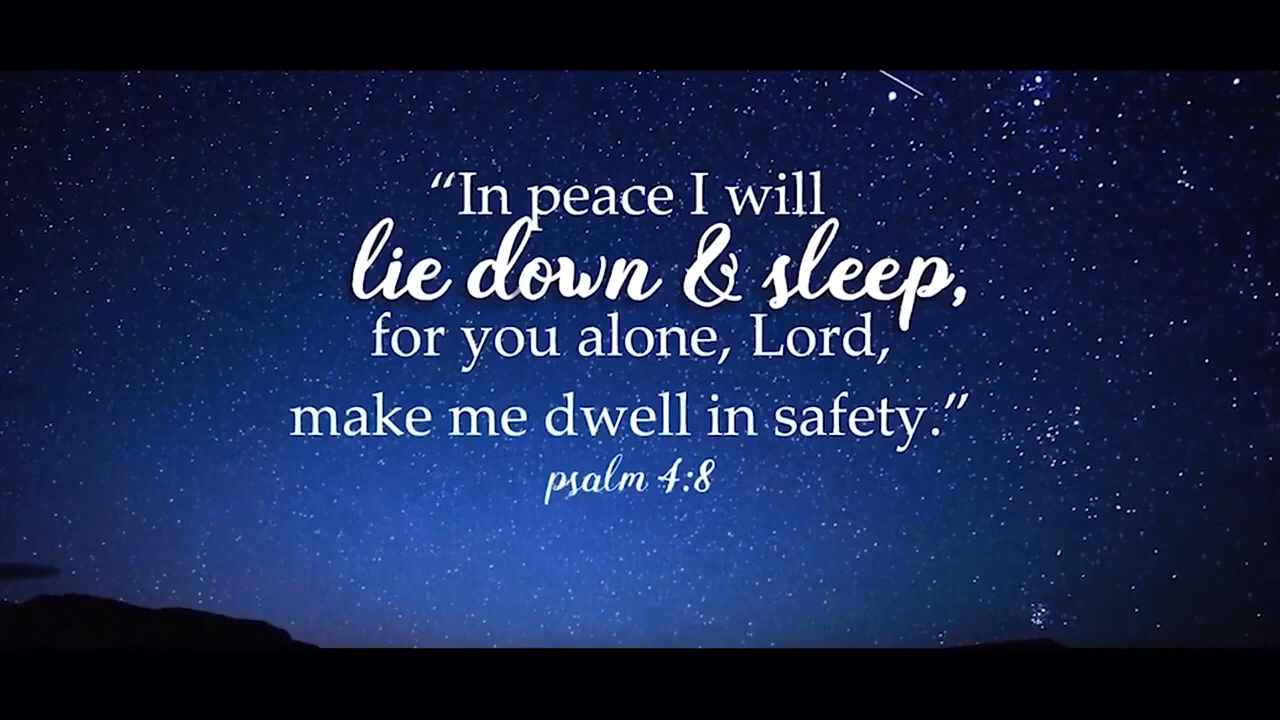 “In peace I will
lie down & sleep,
for you alone, Lord,
make me dwell in safety.”
psalm 4:8